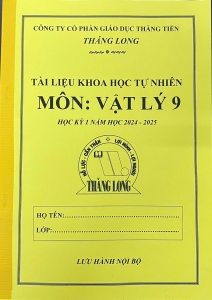 CÔNG TY CỔ PHẦN GIÁO DỤC THĂNG TIẾN
THĂNG LONG
TÀI LIỆU KHOA HỌC TỰ NHIÊN
MÔN: VẬT LÝ 9
HỌC KỲ 1 NĂM HỌC 2024 - 2025
THĂNG LONG
HỌ TÊN:
LỚP:
LƯU HÀNH NỘI BỘ